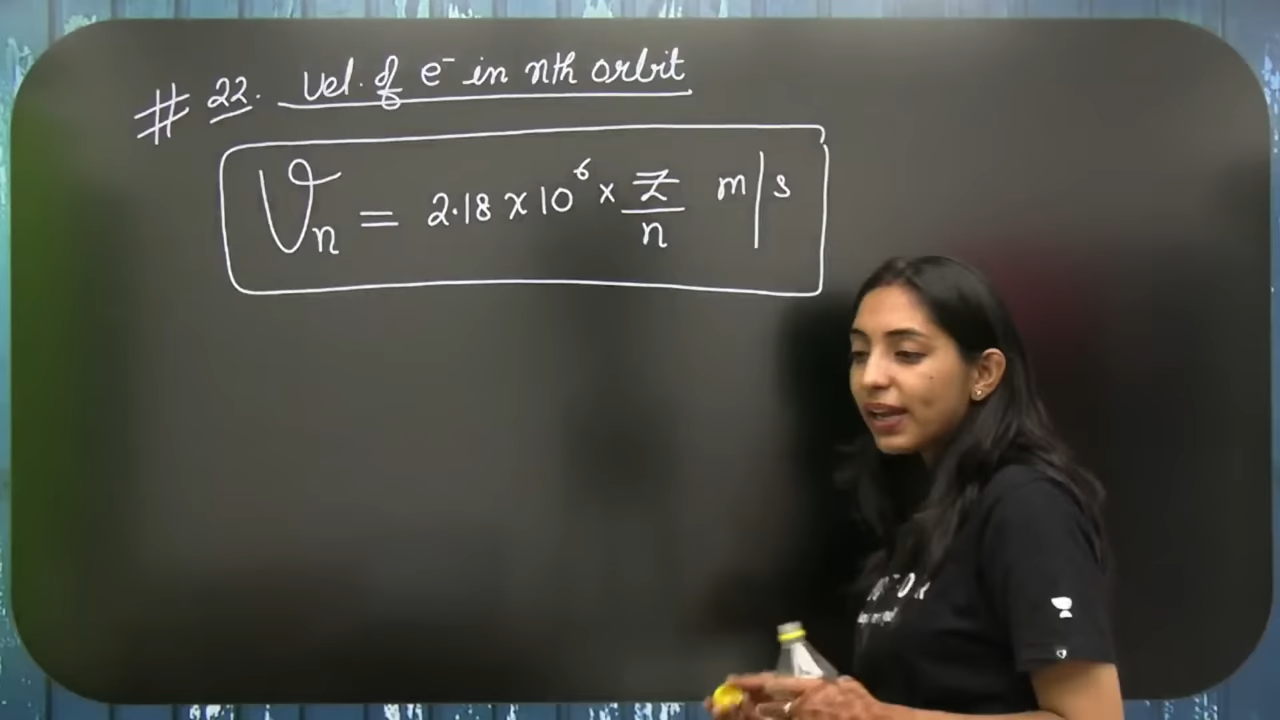 # 22. Vel. of e⁻ in nth orbit
Vn = 2.18 x 10⁶ x Z/n m/s